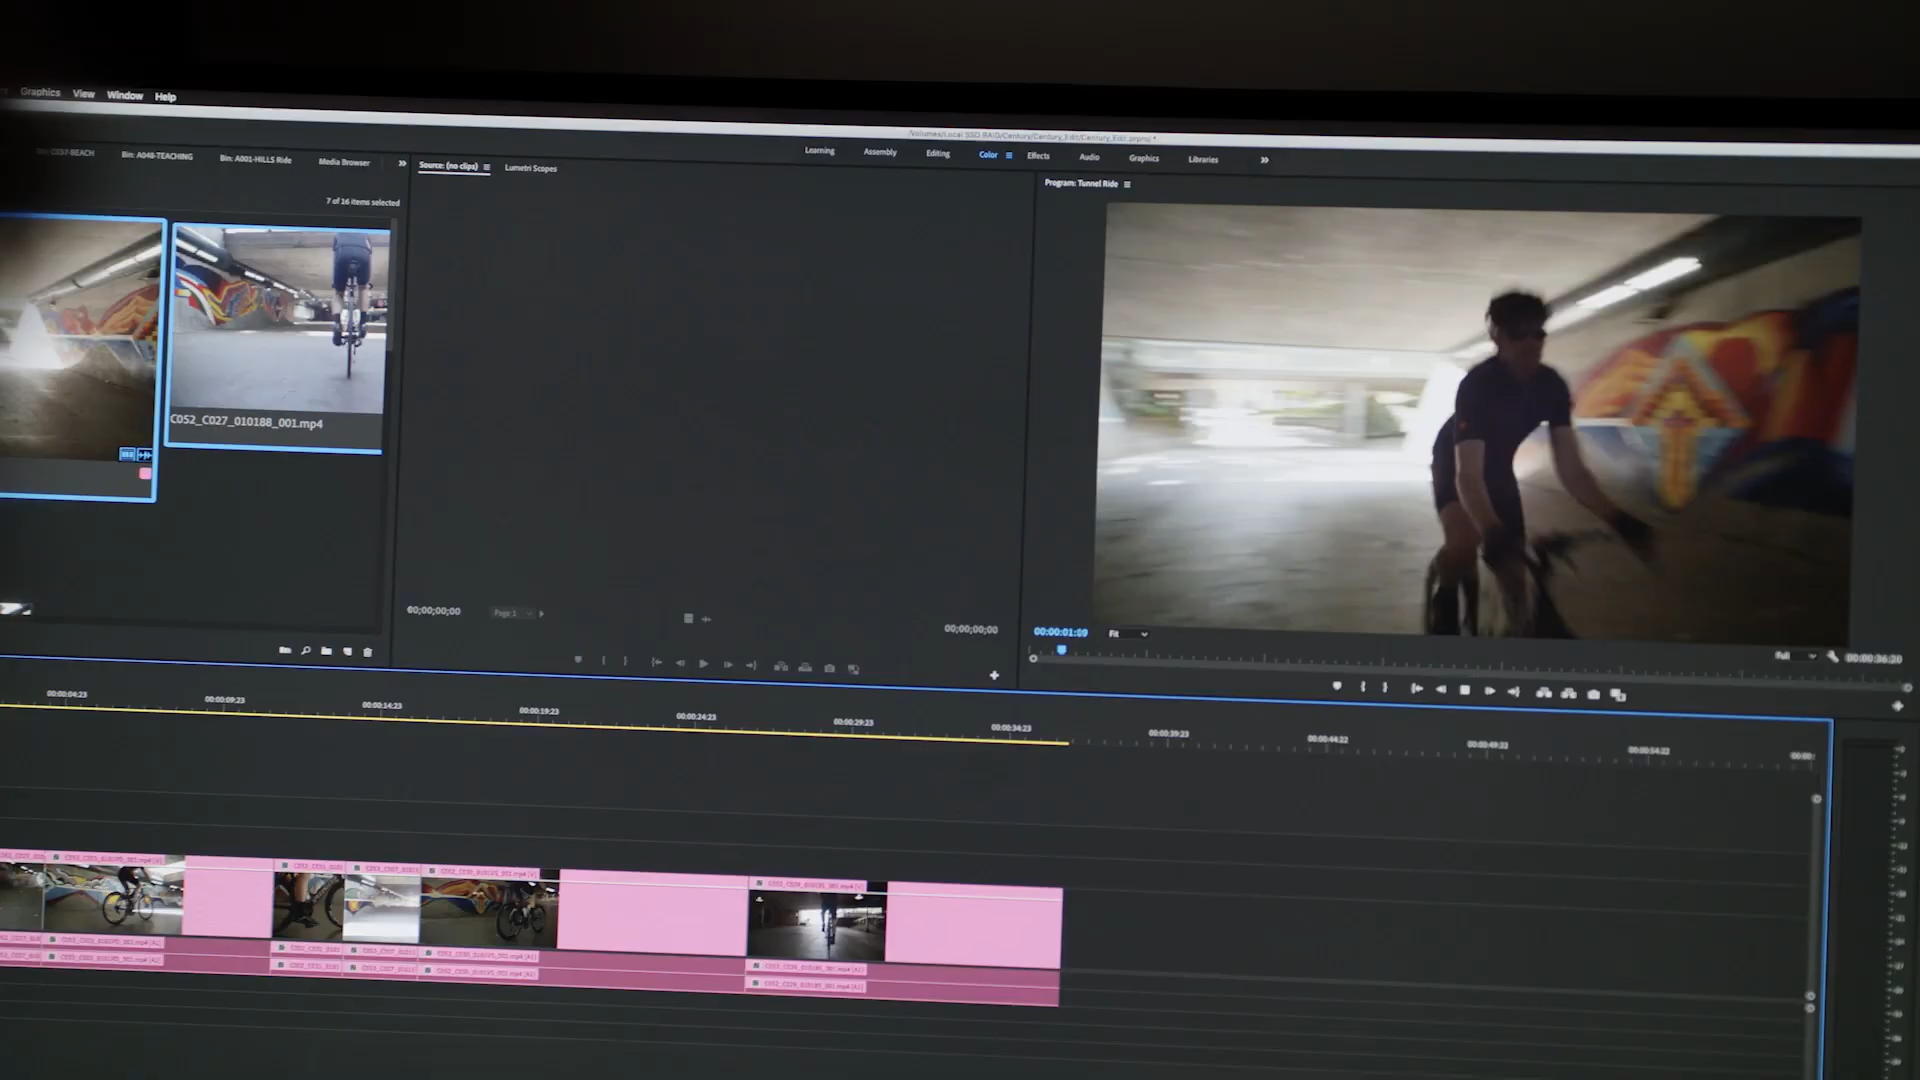 Graphics View Window Help
/Volumes/Local SSD RAID/Century/Century_Edit/Century_Edit.prproj *
Bin: C037-BEACH
Bin: A048-TEACHING
Bin: A001-HILLS Ride
Media Browser
Source: (no clips)
Lumetri Scopes
Learning
Assembly
Editing
Color
Effects
Audio
Graphics
Libraries
7 of 16 items selected
Program: Tunnel Ride
C052_C027_010188_001.mp4
00;00;00;00
Page 1
00;00;00;00
00:00:01:09
Fit
Full
00:00:36:20
00:00:04:23
00:00:09:23
00:00:14:23
00:00:19:23
00:00:24:23
00:00:29:23
00:00:34:23
00:00:39:23
00:00:44:22
00:00:49:22
00:00:54:22
00:00: